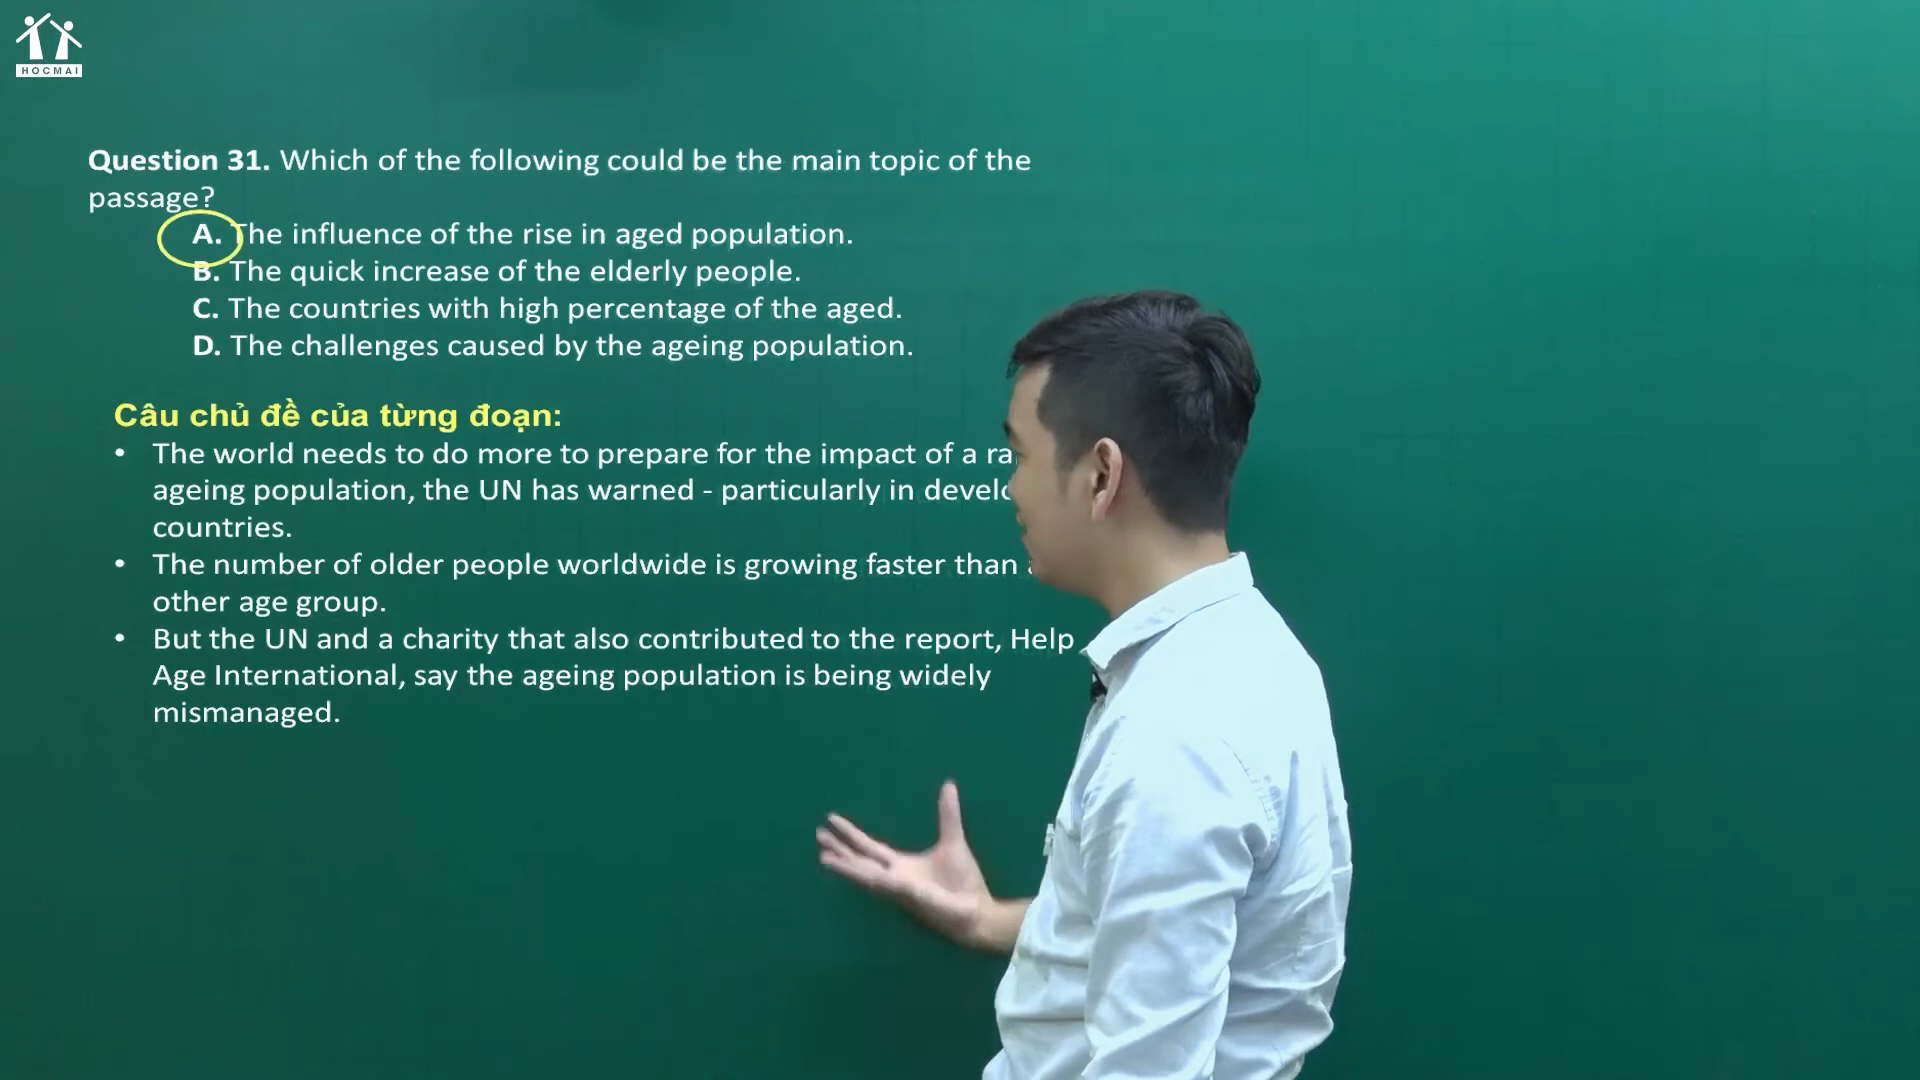 HOCMAI
Question 31. Which of the following could be the main topic of the
passage?
A. The influence of the rise in aged population.
B. The quick increase of the elderly people.
C. The countries with high percentage of the aged.
D. The challenges caused by the ageing population.
Câu chủ đề của từng đoạn:
• The world needs to do more to prepare for the impact of a
ageing population, the UN has warned - particularly in
countries.
• The number of older people worldwide is growing faster than
other age group.
• But the UN and a charity that also contributed to the report, Help
Age International, say the ageing population is being widely
mismanaged.